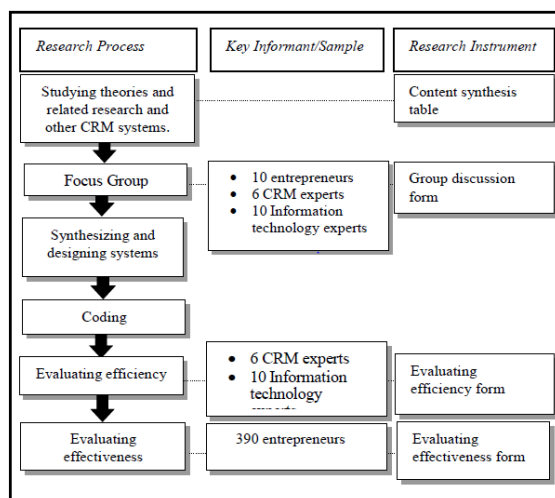 Research Process
Key Informant/Sample
Research Instrument
Studying theories and
related research and
other CRM systems.
Content synthesis
table
Focus Group
• 10 entrepreneurs
• 6 CRM experts
• 10 Information
technology experts
Group discussion
form
Synthesizing and
designing systems
Coding
Evaluating efficiency
• 6 CRM experts
• 10 Information
technology
Evaluating
efficiency form
Evaluating
effectiveness
390 entrepreneurs
Evaluating
effectiveness form